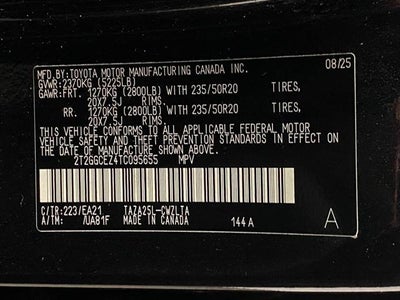 MFD.BY:TOYOTA MOTOR MANUFACTURING CANADA INC. 08/25
GVWR:2370KG (5225LB)
GAWR:FRT. 1270KG (2800LB) WITH 235/50R20 TIRES,
20X7.5J RIMS.
RR. 1270KG (2800LB) WITH 235/50R20 TIRES,
20X7.5J RIMS.
THIS VEHICLE CONFORMS TO ALL APPLICABLE FEDERAL MOTOR
VEHICLE SAFETY AND THEFT PREVENTION STANDARDS IN EFFECT
ON THE DATE OF MANUFACTURE SHOWN ABOVE.
2T2GGCEZ4TC095655 MPV
C/TR:223/EA21 TAZA25L-CWZLTA
A/TM: /UA81F MADE IN CANADA 144A
A